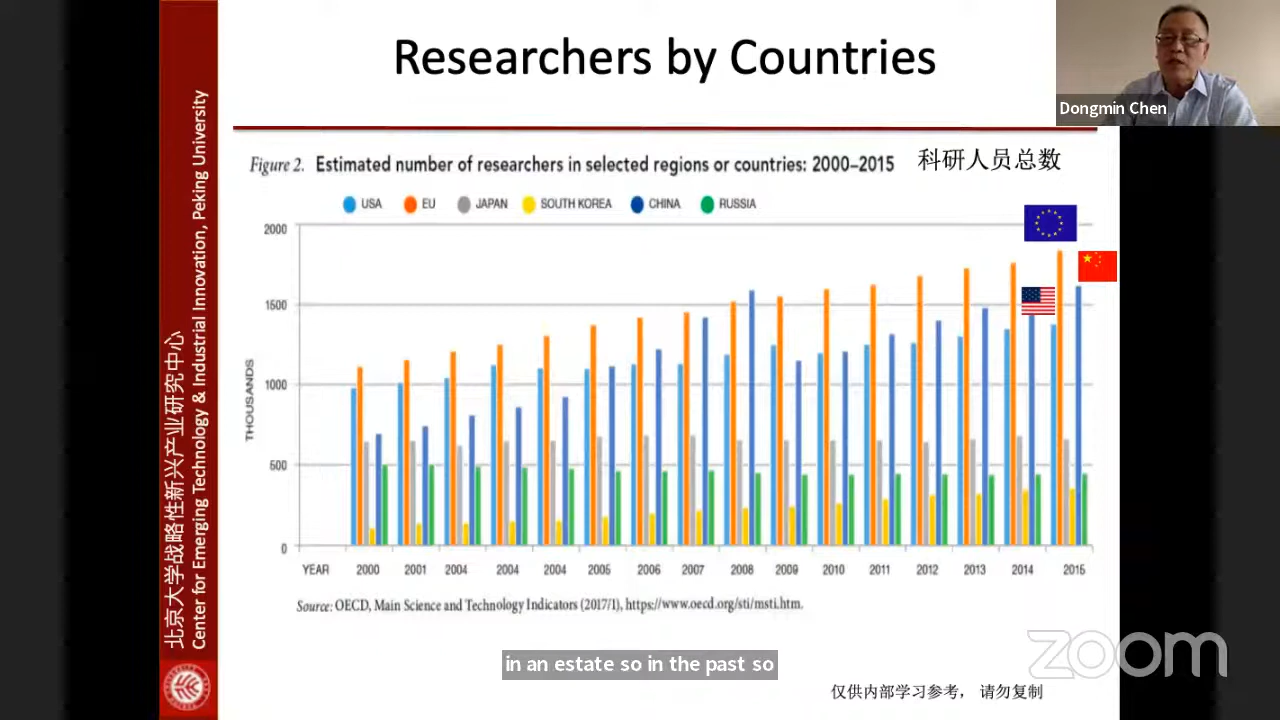 Researchers by Countries
Dongmin Chen
北京大学战略性新兴产业研究中心
Center for Emerging Technology & Industrial Innovation, Peking University
Figure 2. Estimated number of researchers in selected regions or countries: 2000–2015 科研人员总数
USA EU JAPAN SOUTH KOREA CHINA RUSSIA
2000
1500
1000
500
0
THOUSANDS
YEAR 2000 2001 2004 2004 2004 2005 2006 2007 2008 2009 2010 2011 2012 2013 2014 2015
Source: OECD, Main Science and Technology Indicators (2017/1), https://www.oecd.org/sti/msti.htm.
in an estate so in the past so
zoom
仅供内部学习参考， 请勿复制